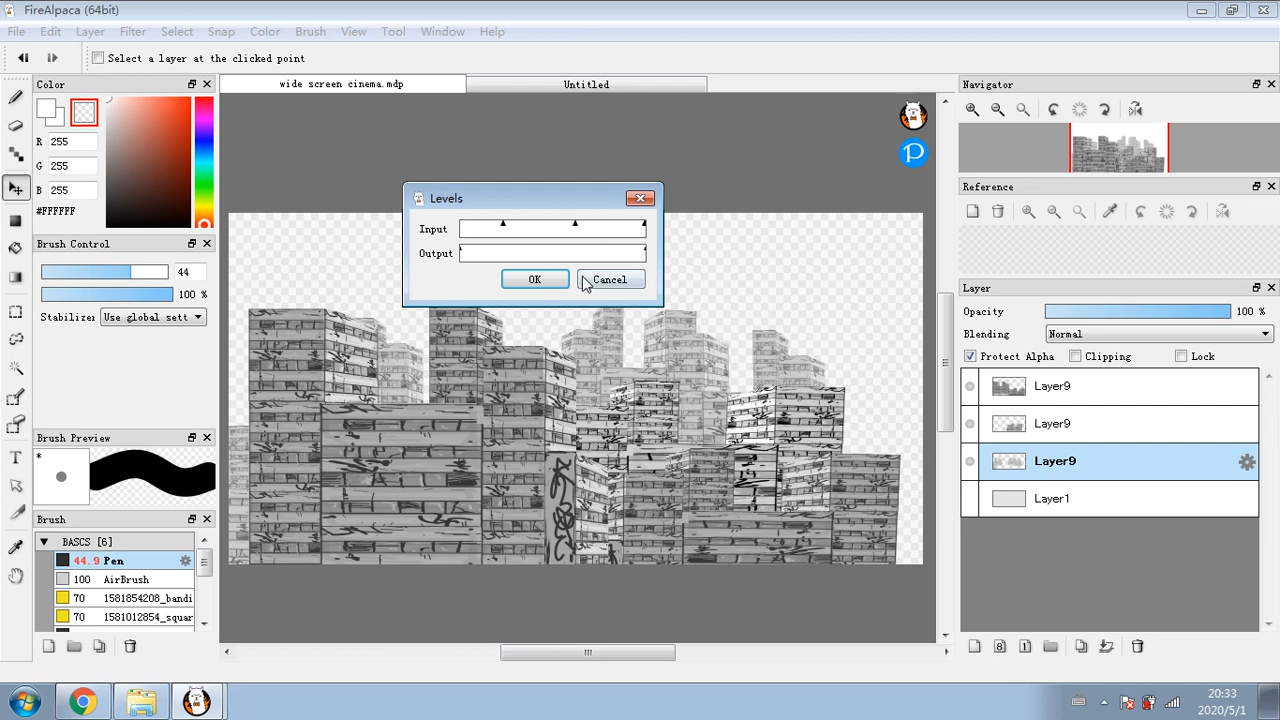 FireAlpaca (64bit)
File Edit Layer Filter Select Snap Color Brush View Tool Window Help
Select a layer at the clicked point
Color
wide screen cinema.mdp
Untitled
Navigator
R 255
G 255
B 255
#FFFFFF
Reference
Levels
Input
Output
OK
Cancel
Brush Control
44
100 %
Stabilizer Use global sett
Layer
Opacity 100 %
Blending Normal
Protect Alpha Clipping Lock
Layer9
Layer9
Layer9
Layer1
Brush Preview
*
Brush
BASCS [6]
44.9 Pen
100 AirBrush
70 1581854208_bandi
70 1581012854_squar
P
T
8
1
20:33
2020/5/1